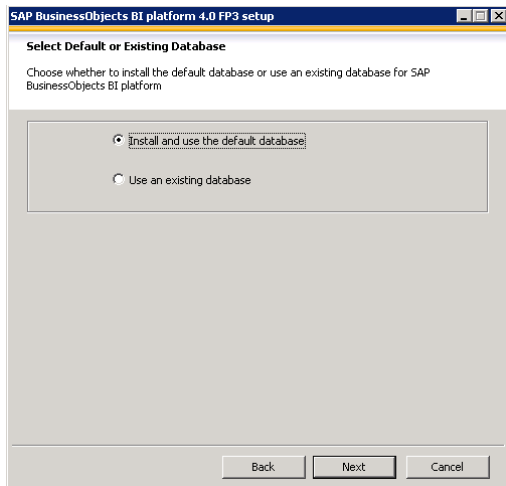 SAP BusinessObjects BI platform 4.0 FP3 setup
Select Default or Existing Database
Choose whether to install the default database or use an existing database for SAP
BusinessObjects BI platform
Install and use the default database
Use an existing database
Back Next Cancel